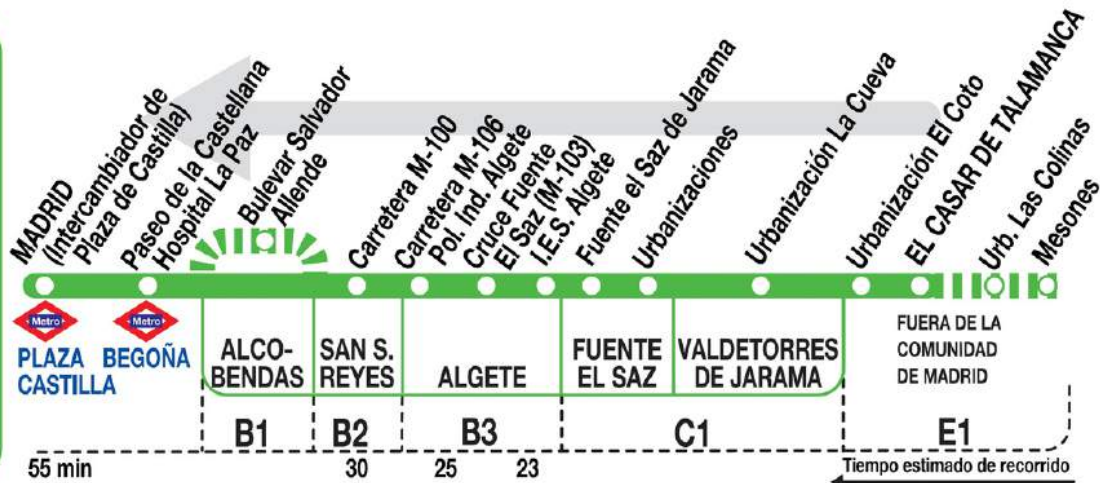 MADRID
(Intercambiador de
Plaza de Castilla)
Paseo de la Castellana
Hospital La Paz
Bulevar Salvador
Allende
Carretera M-100
Carretera M-106
Pol. Ind. Algete
Cruce Fuente
El Saz (M-103)
I.E.S. Algete
Fuente el Saz de Jarama
Urbanizaciones
Urbanización La Cueva
Urbanización El Coto
EL CASAR DE TALAMANCA
Urb. Las Colinas
Mesones
Metro
Metro
PLAZA
CASTILLA
BEGOÑA
ALCO-
BENDAS
SAN S.
REYES
ALGETE
FUENTE
EL SAZ
VALDETORRES
DE JARAMA
FUERA DE LA
COMUNIDAD
DE MADRID
B1
B2
B3
C1
E1
55 min
30
25
23
Tiempo estimado de recorrido